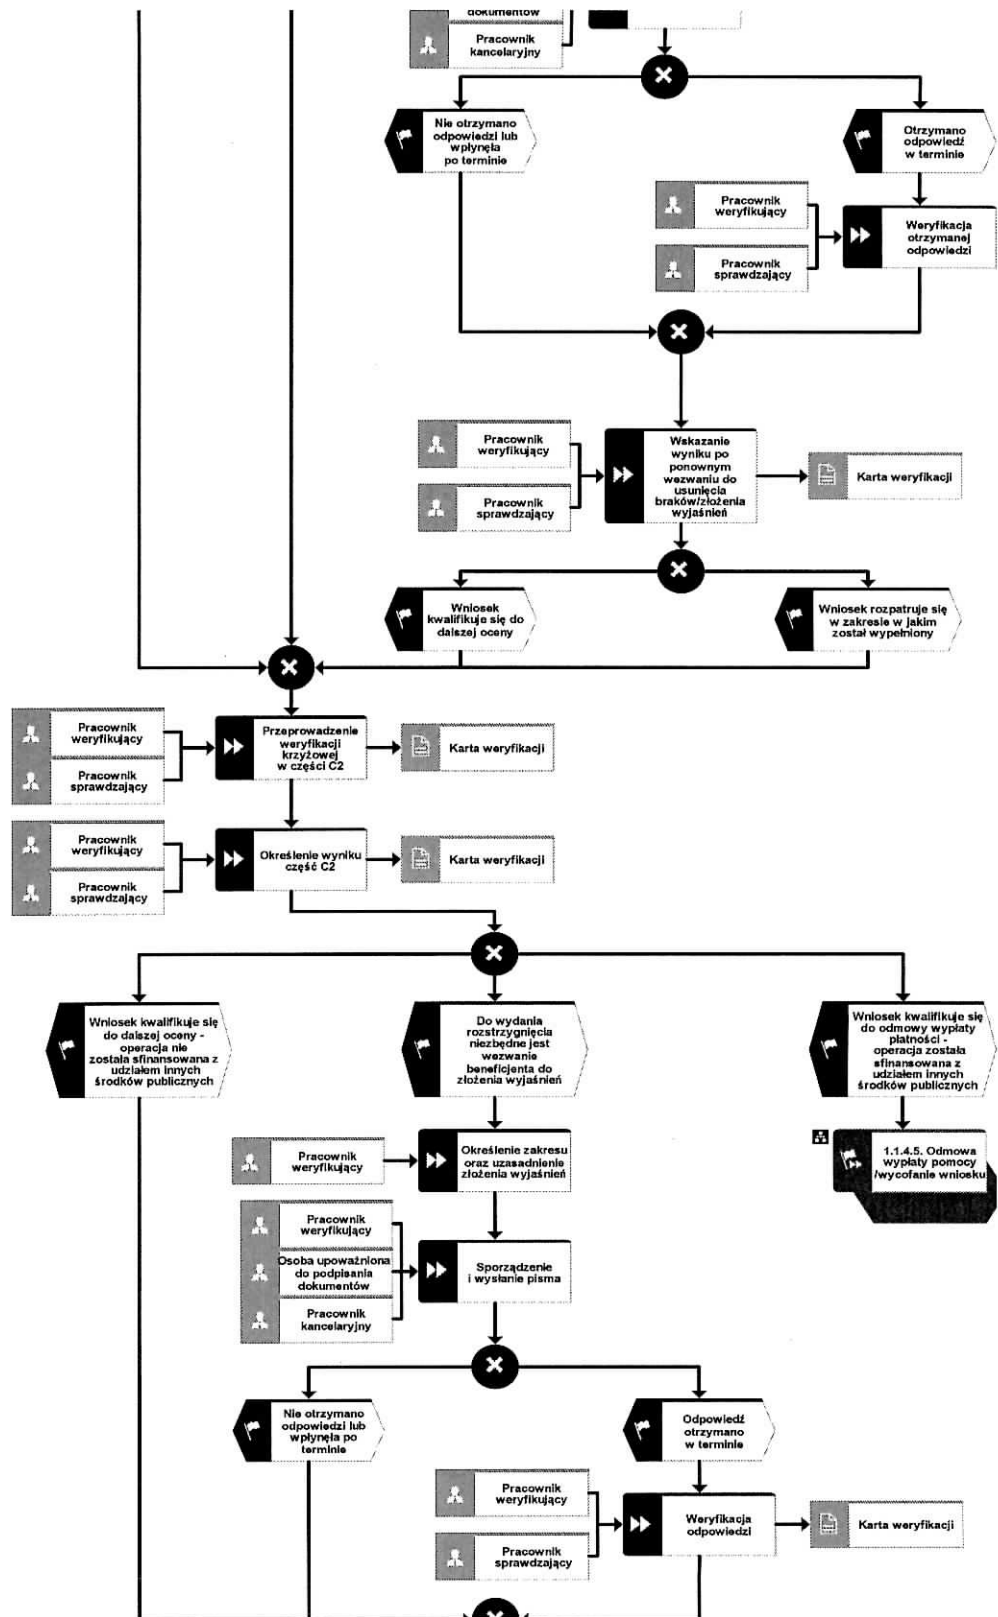 dokumentów
Pracownik
kancelaryjny
Nie otrzymano
odpowiedzi lub
wpłynęła
po terminie
Otrzymano
odpowiedź
w terminie
Pracownik
weryfikujący
Pracownik
sprawdzający
Weryfikacja
otrzymanej
odpowiedzi
Pracownik
weryfikujący
Pracownik
sprawdzający
Wskazanie
wyniku po
ponownym
wezwaniu do
usunięcia
braków/złożenia
wyjaśnień
Karta weryfikacji
Wniosek
kwalifikuje się do
dalszej oceny
Wniosek rozpatruje się
w zakresie w jakim
został wypełniony
Pracownik
weryfikujący
Pracownik
sprawdzający
Przeprowadzenie
weryfikacji
krzyżowej
w części C2
Karta weryfikacji
Pracownik
weryfikujący
Pracownik
sprawdzający
Określenie wyniku
część C2
Karta weryfikacji
Wniosek kwalifikuje się
do dalszej oceny -
operacja nie
została sfinansowana z
udziałem innych
środków publicznych
Do wydania
rozstrzygnięcia
niezbędne jest
wezwanie
beneficjenta do
złożenia wyjaśnień
Wniosek kwalifikuje się
do odmowy wypłaty
płatności -
operacja została
sfinansowana z
udziałem innych
środków publicznych
Pracownik
weryfikujący
Określenie zakresu
oraz uzasadnienie
złożenia wyjaśnień
1.1.4.5. Odmowa
wypłaty pomocy
/wycofanie wniosku
Pracownik
weryfikujący
Osoba upoważniona
do podpisania
dokumentów
Pracownik
kancelaryjny
Sporządzenie
i wysłanie pisma
Nie otrzymano
odpowiedzi lub
wpłynęła po
terminie
Odpowiedź
otrzymano
w terminie
Pracownik
weryfikujący
Pracownik
sprawdzający
Weryfikacja
odpowiedzi
Karta weryfikacji